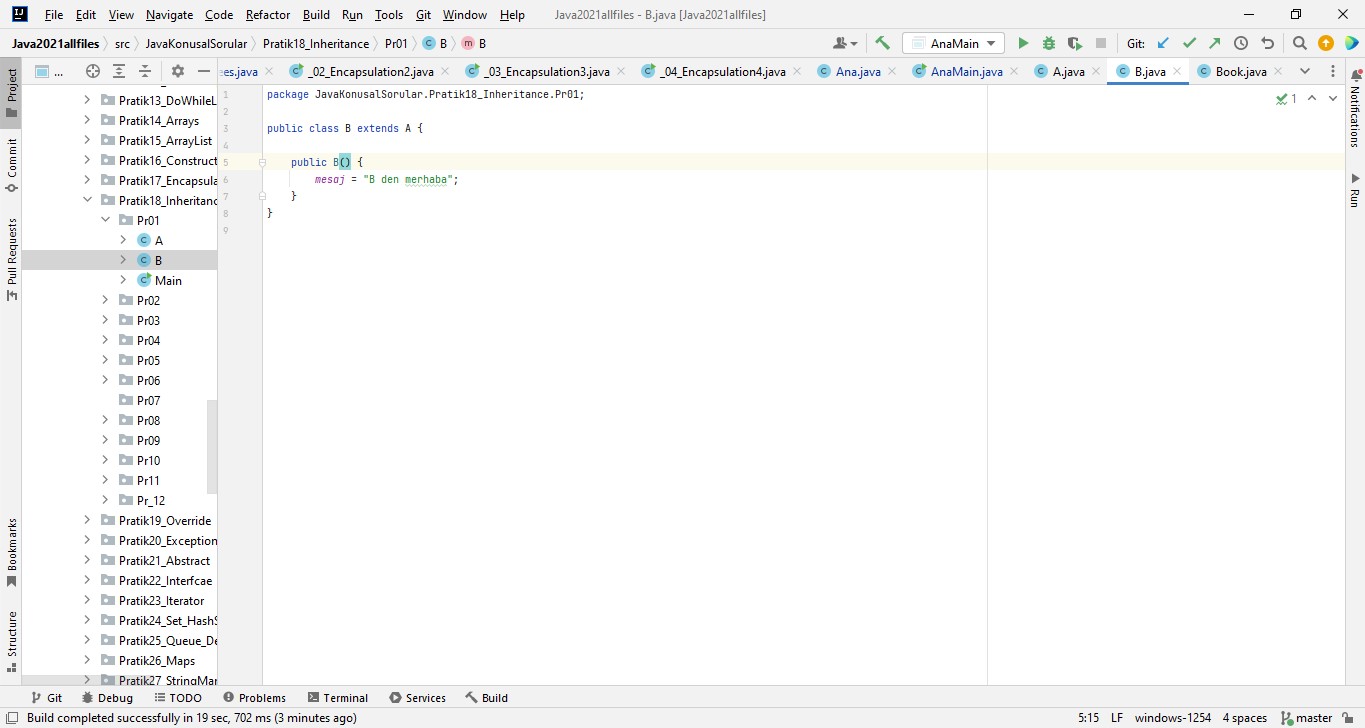 File Edit View Navigate Code Refactor Build Run Tools Git Window Help Java2021allfiles - B.java [Java2021allfiles]
Java2021allfiles src JavaKonusalSorular Pratik18_Inheritance Pr01 B B AnaMain Git:
... es.java _02_Encapsulation2.java _03_Encapsulation3.java _04_Encapsulation4.java Ana.java AnaMain.java A.java B.java Book.java
Project
Commit
Pull Requests
Bookmarks
Structure
Pratik13_DoWhileL
Pratik14_Arrays
Pratik15_ArrayList
Pratik16_Construct
Pratik17_Encapsula
Pratik18_Inheritanc
Pr01
A
B
Main
Pr02
Pr03
Pr04
Pr05
Pr06
Pr07
Pr08
Pr09
Pr10
Pr11
Pr_12
Pratik19_Override
Pratik20_Exception
Pratik21_Abstract
Pratik22_Interfcae
Pratik23_Iterator
Pratik24_Set_HashS
Pratik25_Queue_De
Pratik26_Maps
Pratik27_StringMan
1 package JavaKonusalSorular.Pratik18_Inheritance.Pr01;
2
3 public class B extends A {
4
5 public B() {
6 mesaj = "B den merhaba";
7 }
8 }
9
1
Notifications
Run
Git Debug TODO Problems Terminal Services Build
Build completed successfully in 19 sec, 702 ms (3 minutes ago) 5:15 LF windows-1254 4 spaces master